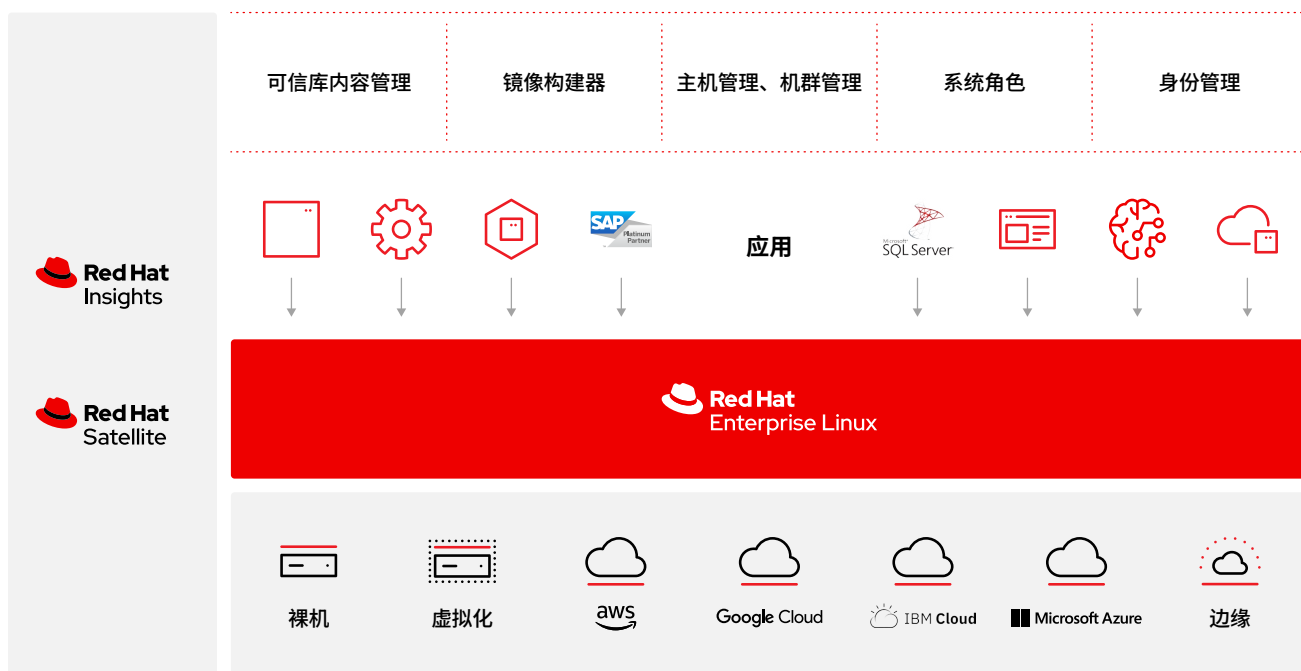 可信库内容管理
镜像构建器
主机管理、机群管理
系统角色
身份管理
SAP
Platinum
Partner
应用
Microsoft
SQL Server
Red Hat
Insights
Red Hat
Satellite
Red Hat
Enterprise Linux
裸机
虚拟化
aws
Google Cloud
IBM Cloud
Microsoft Azure
边缘